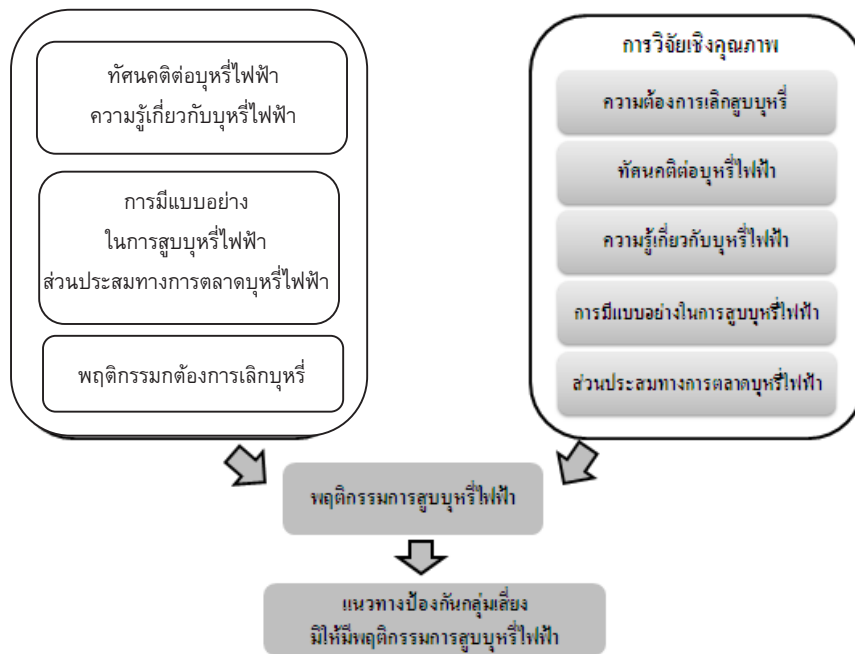 ทัศนคติต่อบุหรี่ไฟฟ้า
ความรู้เกี่ยวกับบุหรี่ไฟฟ้า
การมีแบบอย่าง
ในการสูบบุหรี่ไฟฟ้า
ส่วนประสมทางการตลาดบุหรี่ไฟฟ้า
พฤติกรรมกต้องการเลิกบุหรี่
การวิจัยเชิงคุณภาพ
ความต้องการเลิกสูบบุหรี่
ทัศนคติต่อบุหรี่ไฟฟ้า
ความรู้เกี่ยวกับบุหรี่ไฟฟ้า
การมีแบบอย่างในการสูบบุหรี่ไฟฟ้า
ส่วนประสมทางการตลาดบุหรี่ไฟฟ้า
พฤติกรรมการสูบบุหรี่ไฟฟ้า
แนวทางป้องกันกลุ่มเสี่ยง
มิให้มีพฤติกรรมการสูบบุหรี่ไฟฟ้า